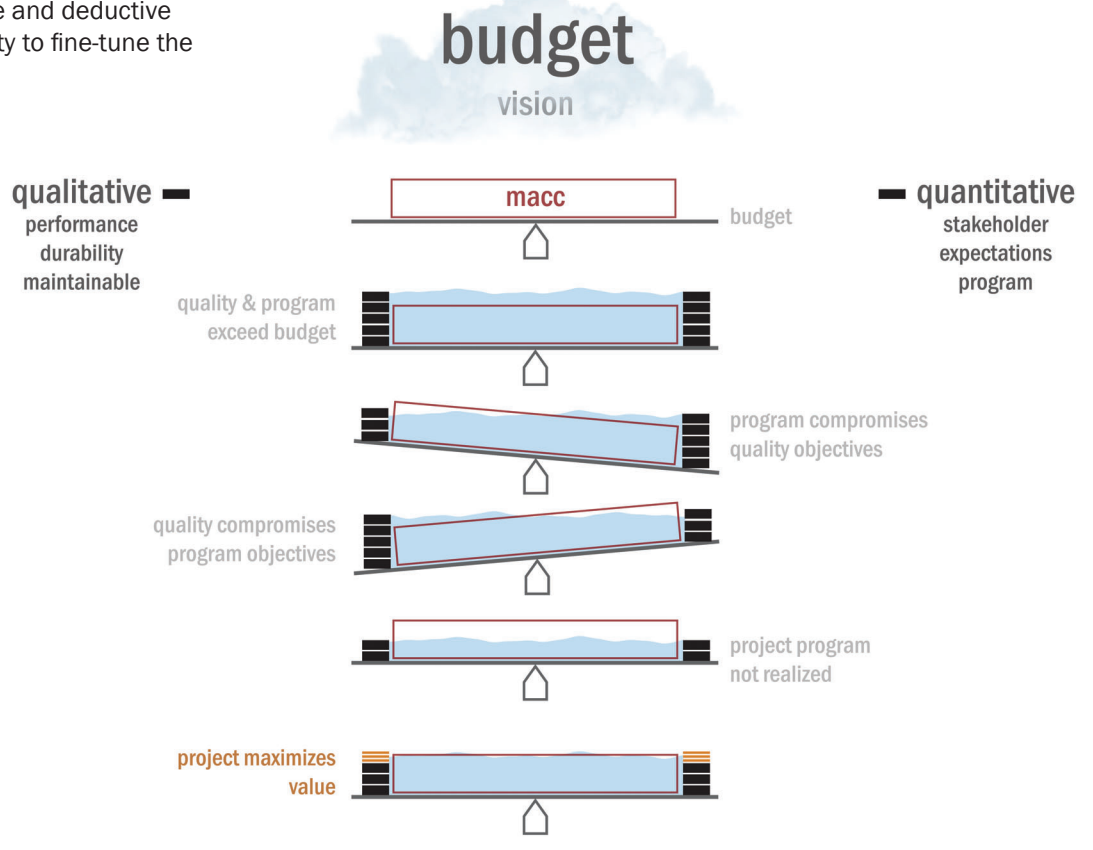 e and deductive
ty to fine-tune the
budget
vision
qualitative
performance
durability
maintainable
quantitative
stakeholder
expectations
program
macc
budget
quality & program
exceed budget
program compromises
quality objectives
quality compromises
program objectives
project program
not realized
project maximizes
value